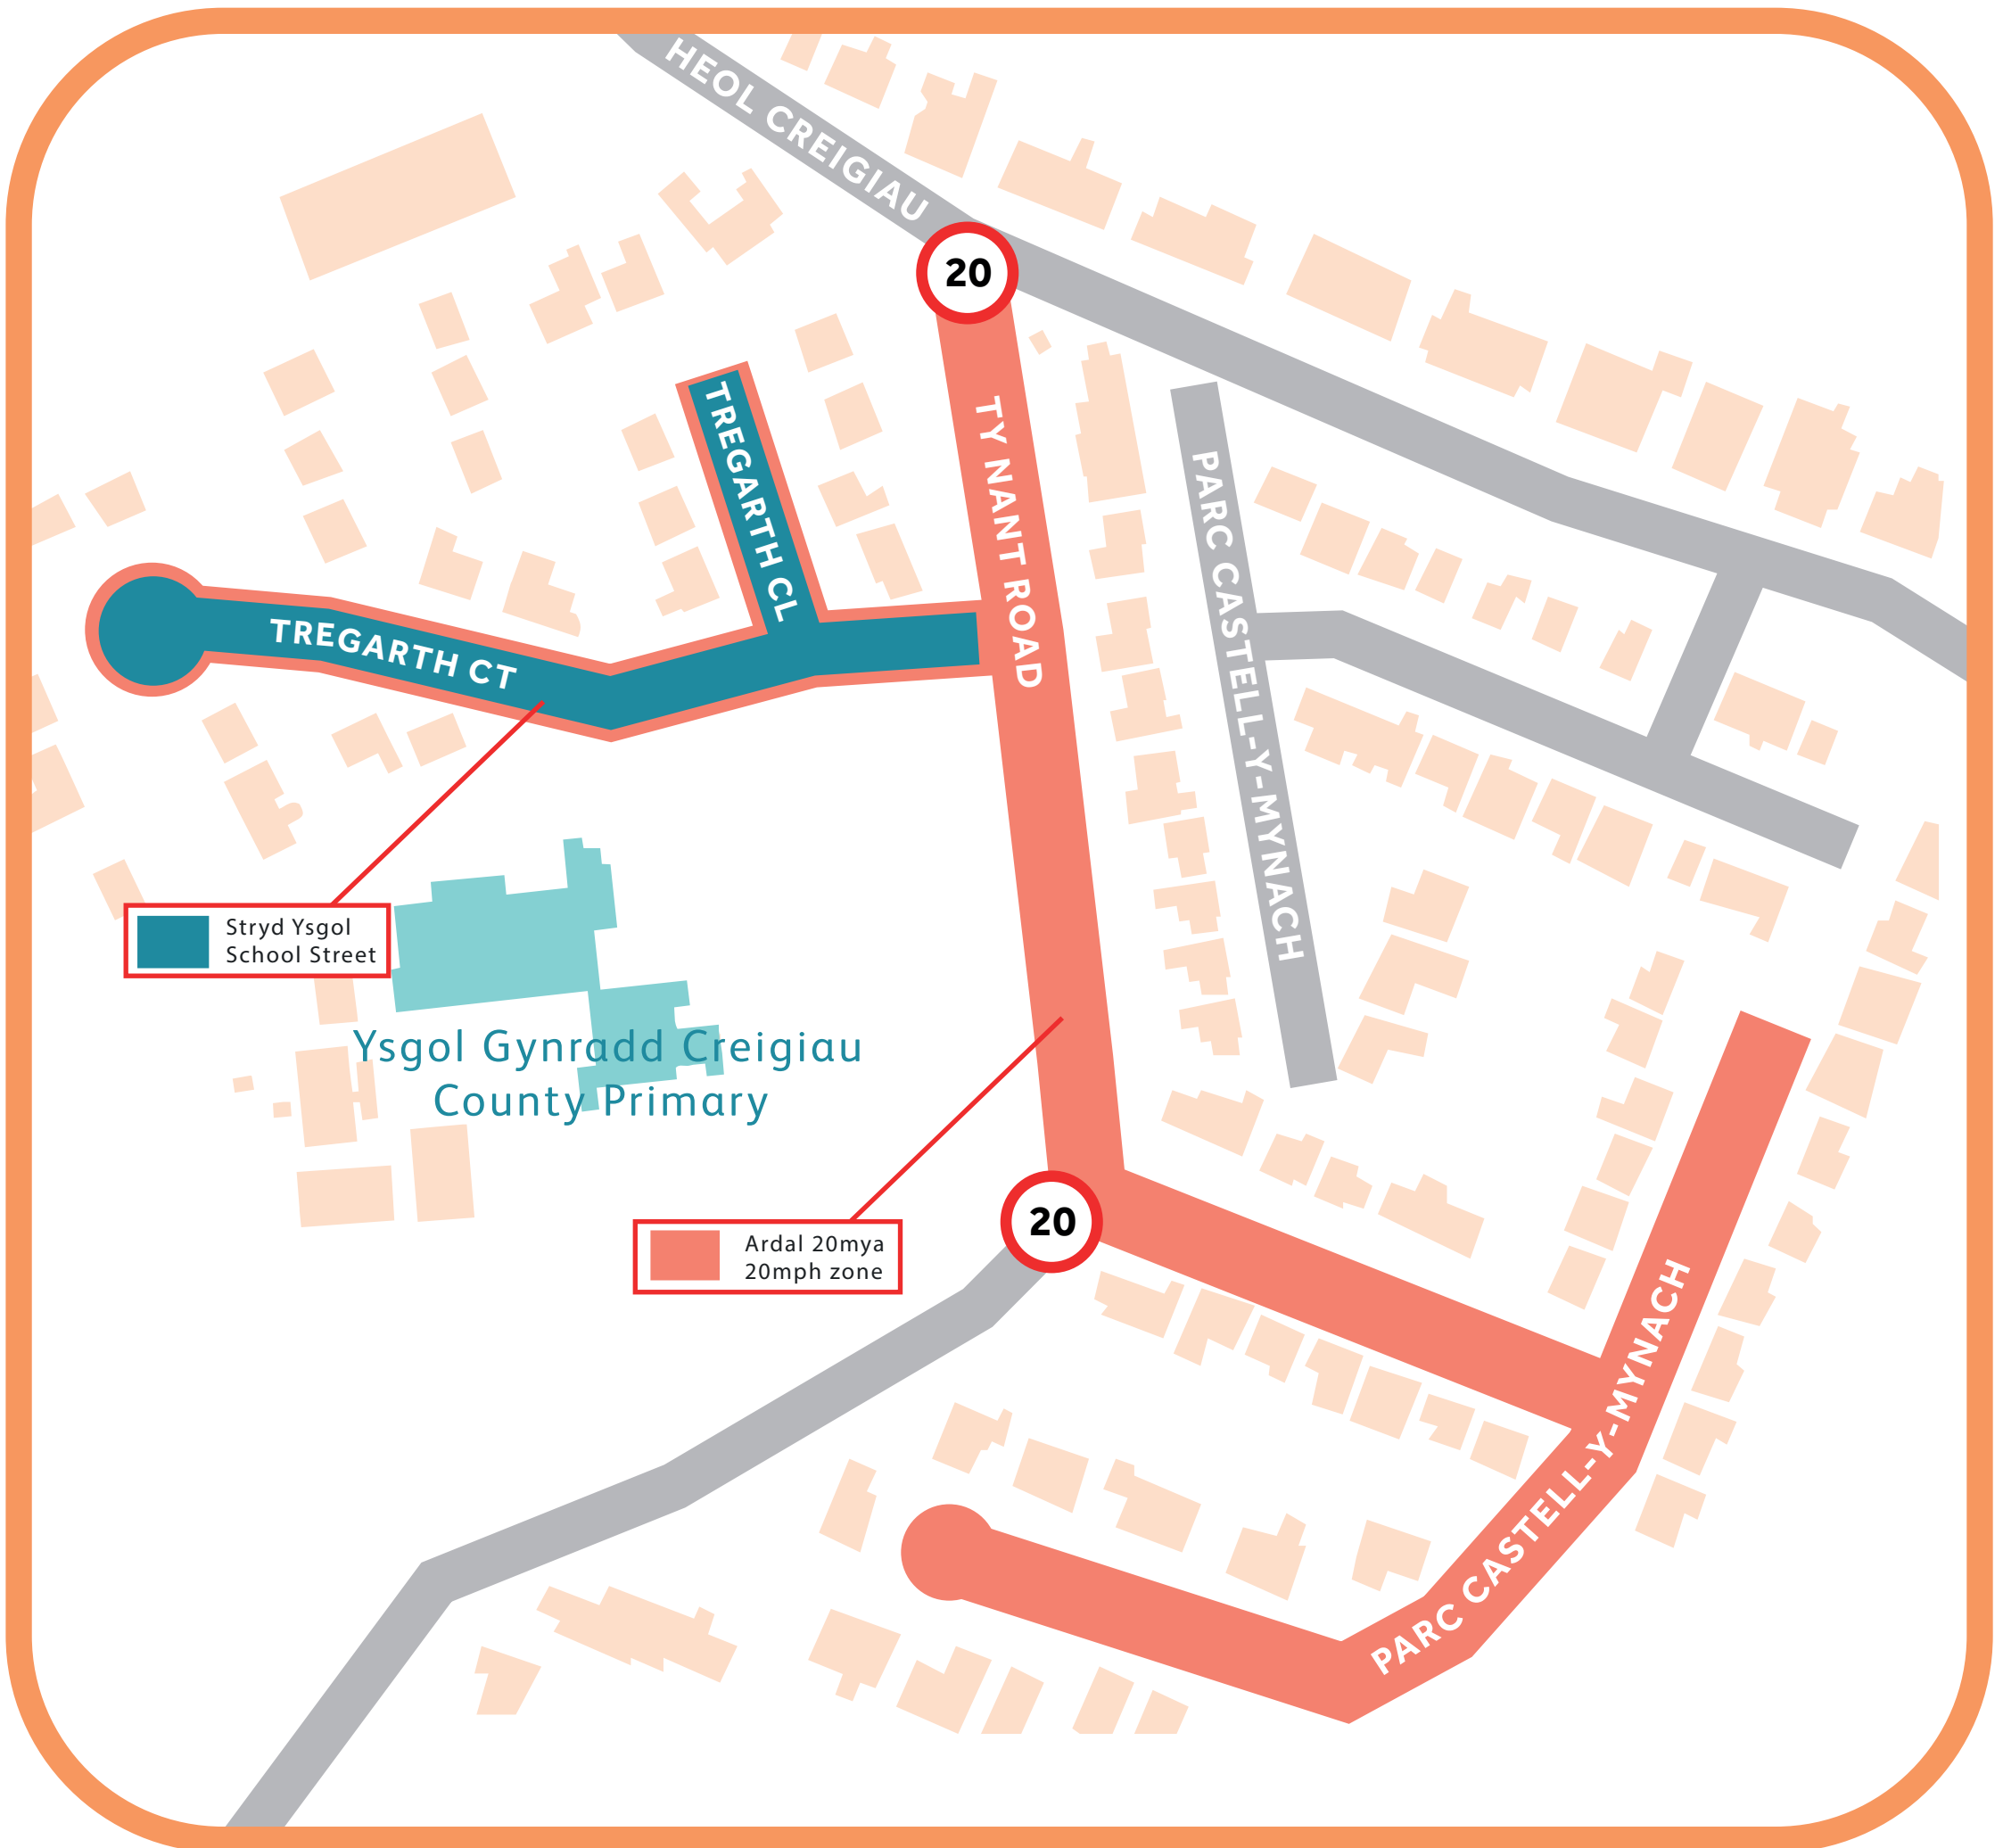 HEOL CREIGIAU
20
TREGARTH CL
TY NANT ROAD
PARC CASTELL-Y-MYNACH
TREGARTH CT
Stryd Ysgol
School Street
Ysgol Gynradd Creigiau
County Primary
20
Ardal 20mya
20mph zone
PARC CASTELL-Y-MYNACH